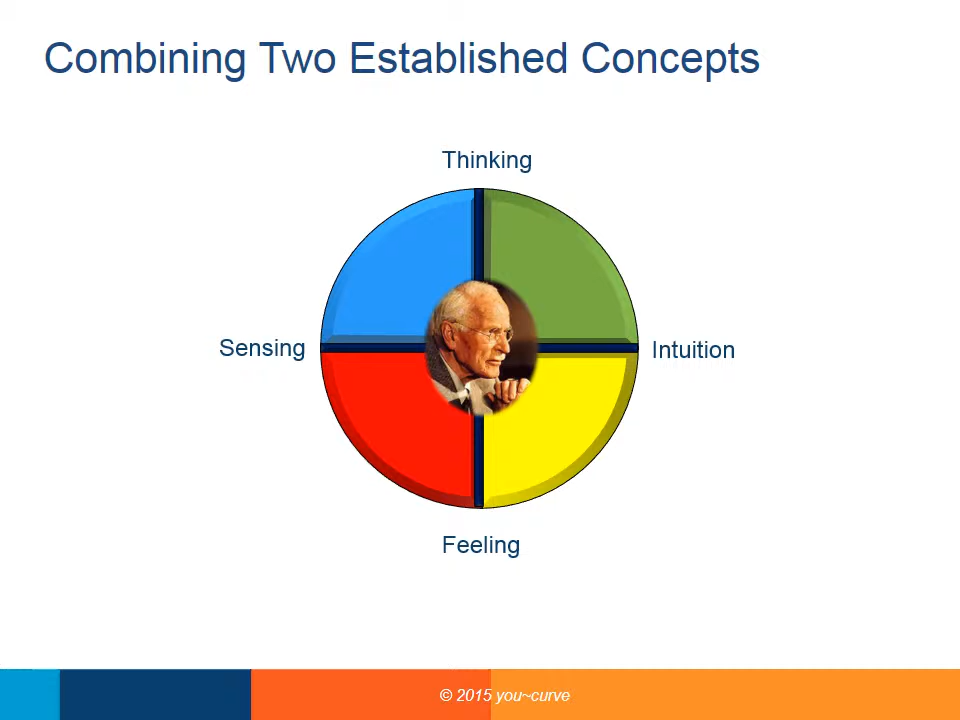 Combining Two Established Concepts
Thinking
Sensing
Intuition
Feeling
© 2015 you~curve